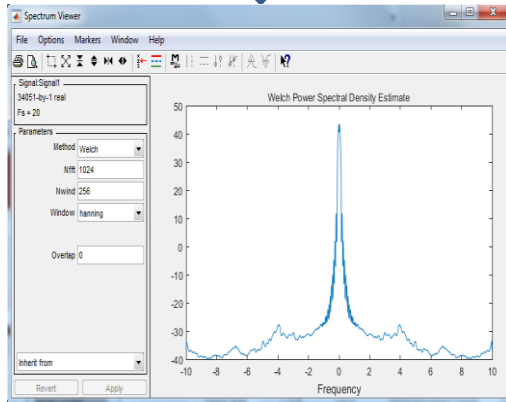 Spectrum Viewer
File Options Markers Window Help
Signal:Signal1
34051-by-1 real
Fs = 20
Parameters
Method Welch
Nfft 1024
Nwind 256
Window hanning
Overlap 0
Inherit from
Revert Apply
Welch Power Spectral Density Estimate
50
40
30
20
10
0
-10
-20
-30
-40
-10 -8 -6 -4 -2 0 2 4 6 8 10
Frequency